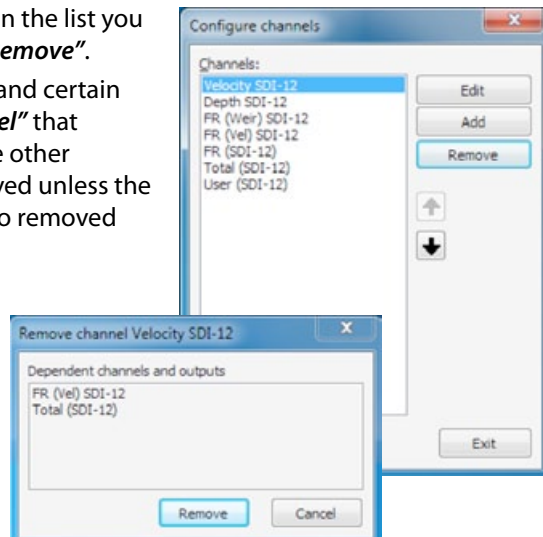 n the list you
emove”.
and certain
el” that
e other
ved unless the
o removed
Configure channels
Channels:
Velocity SDI-12
Depth SDI-12
FR (Weir) SDI-12
FR (Vel) SDI-12
FR (SDI-12)
Total (SDI-12)
User (SDI-12)
Edit
Add
Remove
Exit
Remove channel Velocity SDI-12
Dependent channels and outputs
FR (Vel) SDI-12
Total (SDI-12)
Remove
Cancel